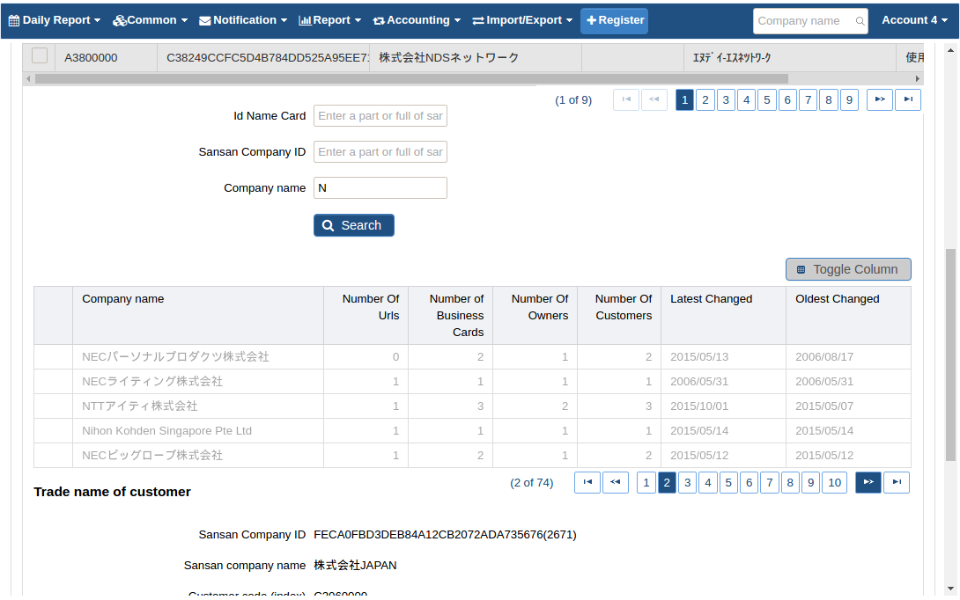 Daily Report Common Notification Report Accounting Import/Export + Register Company name Account 4
A3800000 C38249CCFC5D4B784DD525A95EE7 株式会社NDSネットワーク ｴﾇﾃﾞｨｰｴｽﾈｯﾄﾜｰｸ 使用
(1 of 9) 1 2 3 4 5 6 7 8 9
Id Name Card Enter a part or full of sar
Sansan Company ID Enter a part or full of sar
Company name N
Search
Toggle Column
Company name Number Of Urls Number of Business Cards Number Of Owners Number Of Customers Latest Changed Oldest Changed
NECパーソナルプロダクツ株式会社 0 2 1 2 2015/05/13 2006/08/17
NECライティング株式会社 1 1 1 1 2006/05/31 2006/05/31
NTTアイティ株式会社 1 3 2 3 2015/10/01 2015/05/07
Nihon Kohden Singapore Pte Ltd 1 1 1 1 2015/05/14 2015/05/14
NECビッグローブ株式会社 1 2 1 2 2015/05/12 2015/05/12
(2 of 74) 1 2 3 4 5 6 7 8 9 10
Trade name of customer
Sansan Company ID FECA0FBD3DEB84A12CB2072ADA735676(2671)
Sansan company name 株式会社JAPAN
Customer code (index) C2060000